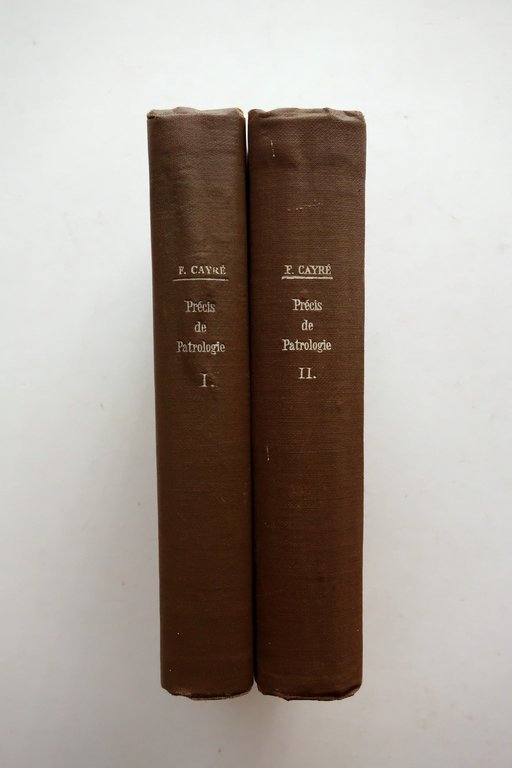 F. CAYRÉ
Précis
de
Patrologie
I.
F. CAYRÉ
Précis
de
Patrologie
II.